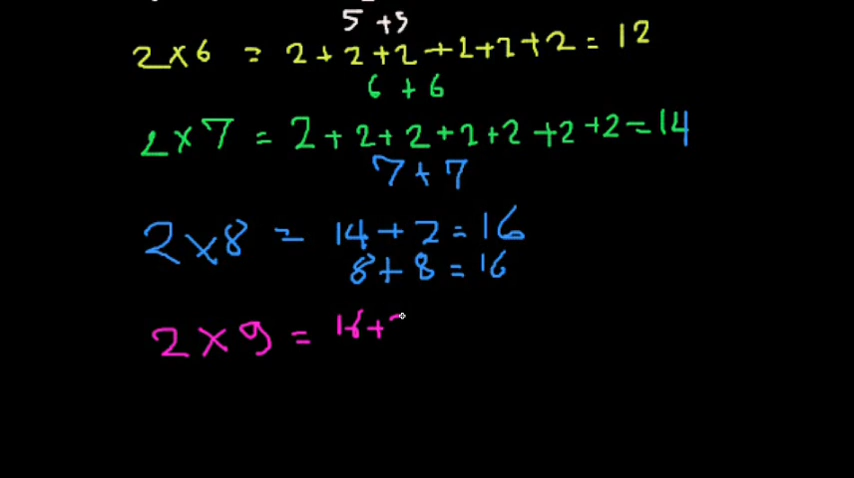 5 + 5
2 x 6 = 2 + 2 + 2 + 2 + 2 + 2 = 12
6 + 6
2 x 7 = 2 + 2 + 2 + 2 + 2 + 2 + 2 = 14
7 + 7
2 x 8 = 14 + 2 = 16
8 + 8 = 16
2 x 9 = 16 +